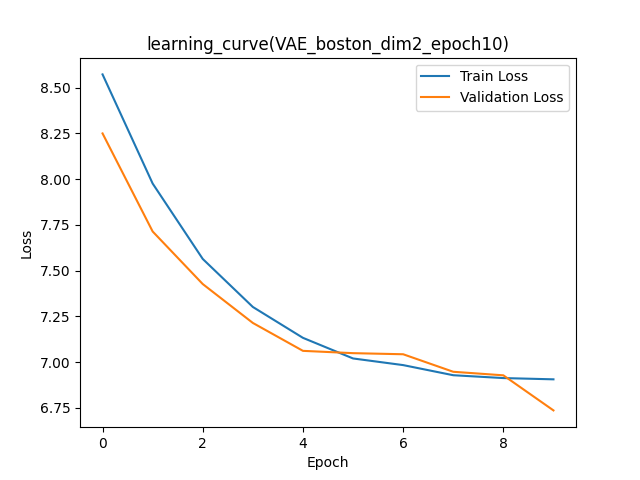 learning_curve(VAE_boston_dim2_epoch10)
Train Loss
Validation Loss
8.50
8.25
8.00
7.75
7.50
7.25
7.00
6.75
Loss
0 2 4 6 8
Epoch